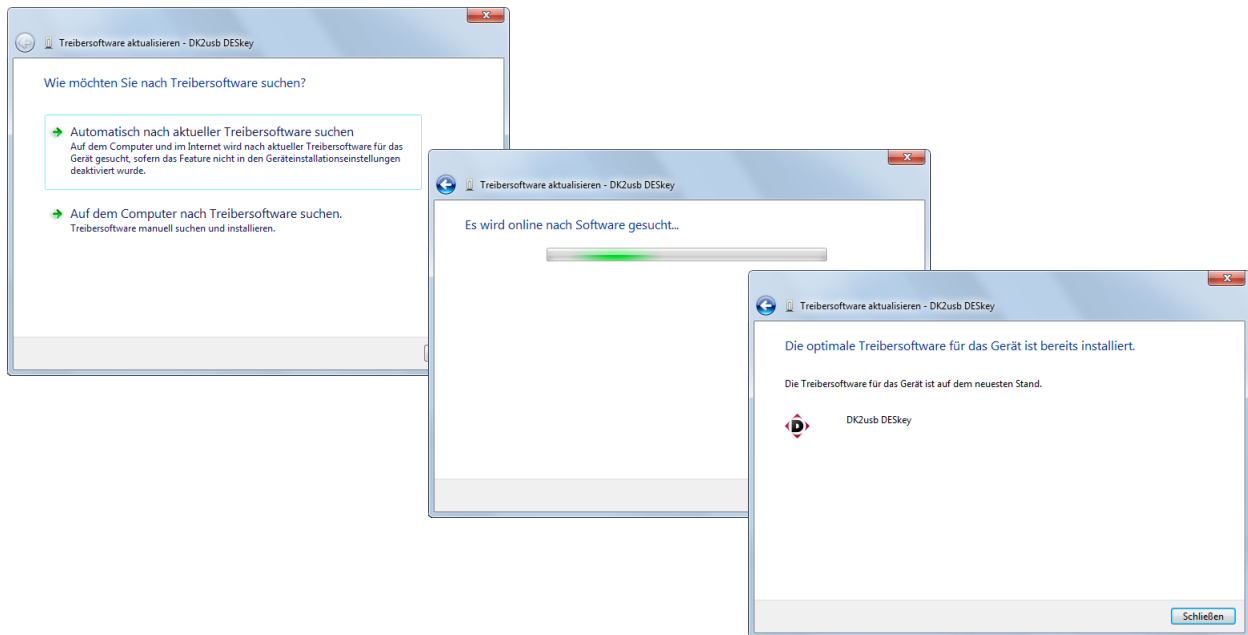 Treibersoftware aktualisieren - DK2usb DESkey
Wie möchten Sie nach Treibersoftware suchen?
Automatisch nach aktueller Treibersoftware suchen
Auf dem Computer und im Internet wird nach aktueller Treibersoftware für das
Gerät gesucht, sofern das Feature nicht in den Geräteinstallationseinstellungen
deaktiviert wurde.
Auf dem Computer nach Treibersoftware suchen.
Treibersoftware manuell suchen und installieren.
Treibersoftware aktualisieren - DK2usb DESkey
Es wird online nach Software gesucht...
Treibersoftware aktualisieren - DK2usb DESkey
Die optimale Treibersoftware für das Gerät ist bereits installiert.
Die Treibersoftware für das Gerät ist auf dem neuesten Stand.
D
DK2usb DESkey
Schließen